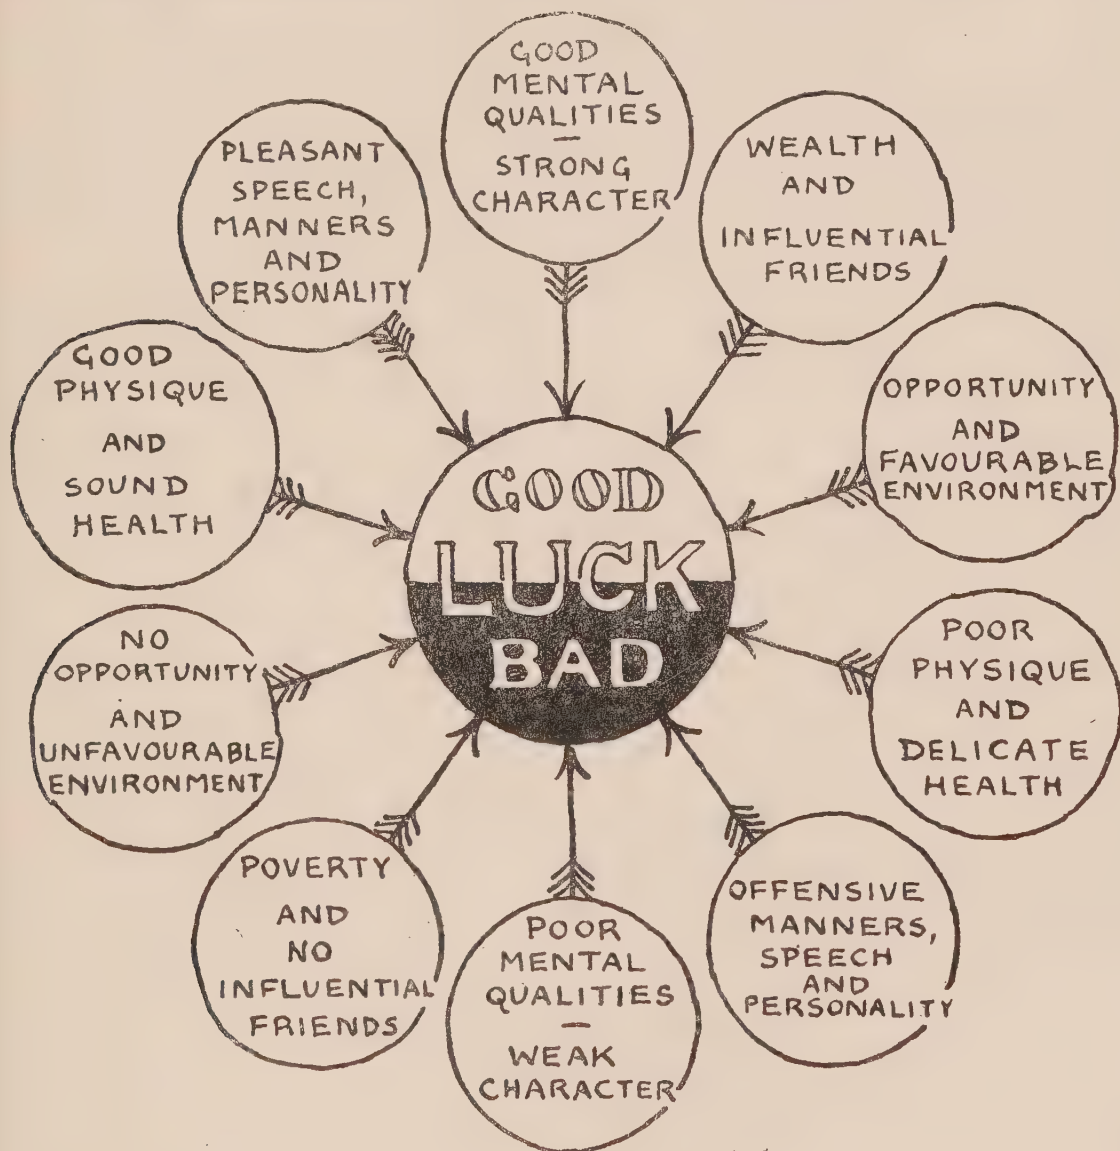 GOOD
MENTAL
QUALITIES
—
STRONG
CHARACTER
WEALTH
AND
INFLUENTIAL
FRIENDS
OPPORTUNITY
AND
FAVOURABLE
ENVIRONMENT
POOR
PHYSIQUE
AND
DELICATE
HEALTH
OFFENSIVE
MANNERS,
SPEECH
AND
PERSONALITY
POOR
MENTAL
QUALITIES
—
WEAK
CHARACTER
POVERTY
AND
NO
INFLUENTIAL
FRIENDS
NO
OPPORTUNITY
AND
UNFAVOURABLE
ENVIRONMENT
GOOD
PHYSIQUE
AND
SOUND
HEALTH
PLEASANT
SPEECH,
MANNERS
AND
PERSONALITY
GOOD
LUCK
BAD